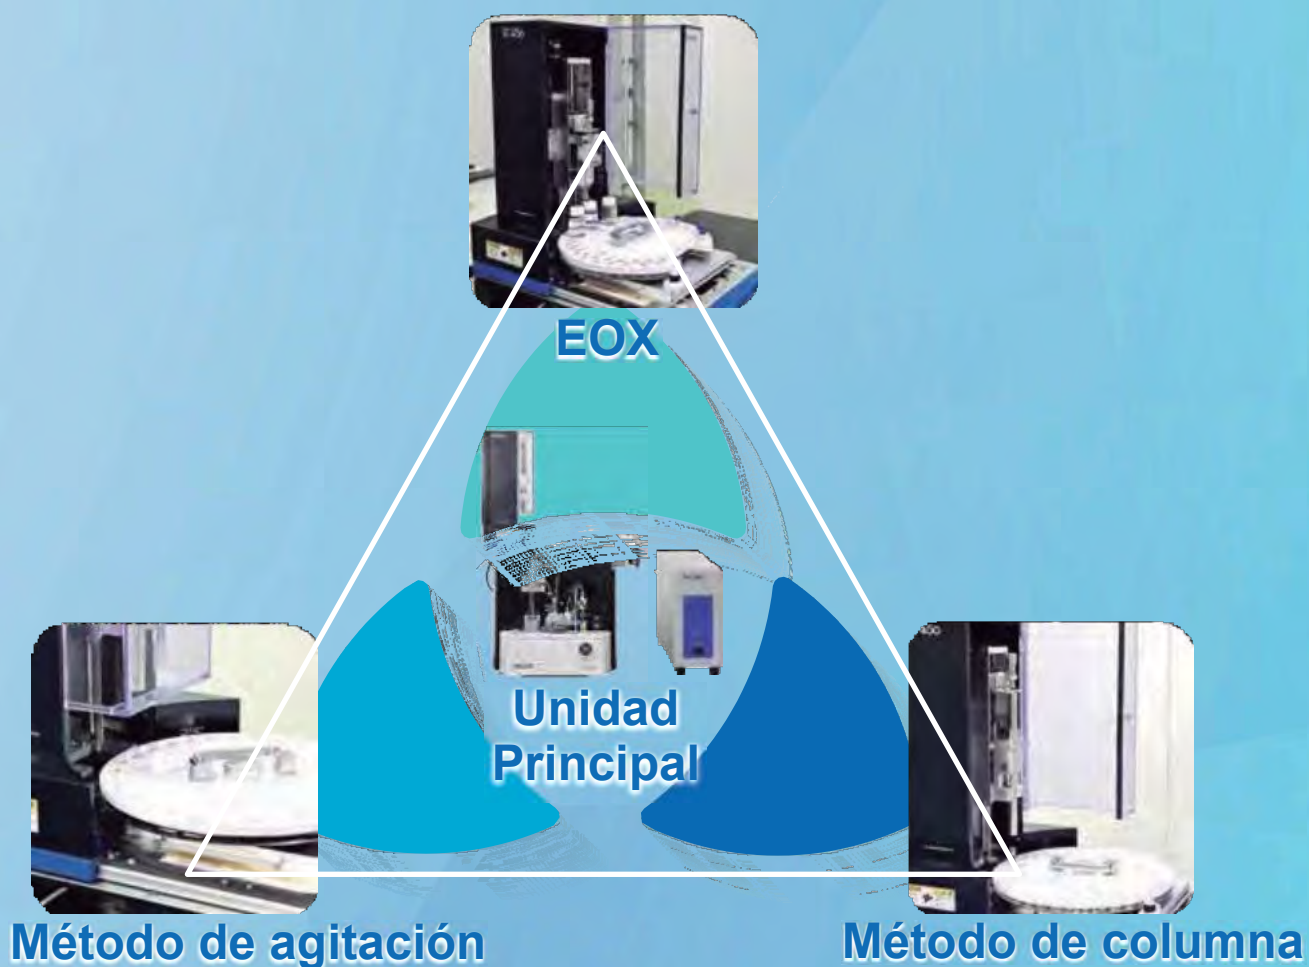 EOX
Unidad
Principal
Método de agitación
Método de columna